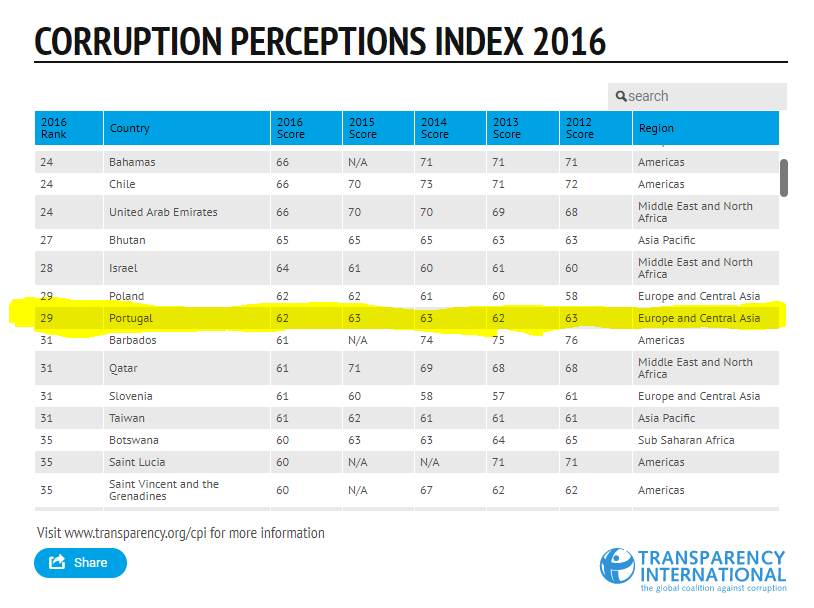 CORRUPTION PERCEPTIONS INDEX 2016
search
2016 Rank Country 2016 Score 2015 Score 2014 Score 2013 Score 2012 Score Region
24 Bahamas 66 N/A 71 71 71 Americas
24 Chile 66 70 73 71 72 Americas
24 United Arab Emirates 66 70 70 69 68 Middle East and North Africa
27 Bhutan 65 65 65 63 63 Asia Pacific
28 Israel 64 61 60 61 60 Middle East and North Africa
29 Poland 62 62 61 60 58 Europe and Central Asia
29 Portugal 62 63 63 62 63 Europe and Central Asia
31 Barbados 61 N/A 74 75 76 Americas
31 Qatar 61 71 69 68 68 Middle East and North Africa
31 Slovenia 61 60 58 57 61 Europe and Central Asia
31 Taiwan 61 62 61 61 61 Asia Pacific
35 Botswana 60 63 63 64 65 Sub Saharan Africa
35 Saint Lucia 60 N/A N/A 71 71 Americas
35 Saint Vincent and the Grenadines 60 N/A 67 62 62 Americas
Visit www.transparency.org/cpi for more information
Share
TRANSPARENCY
INTERNATIONAL
the global coalition against corruption